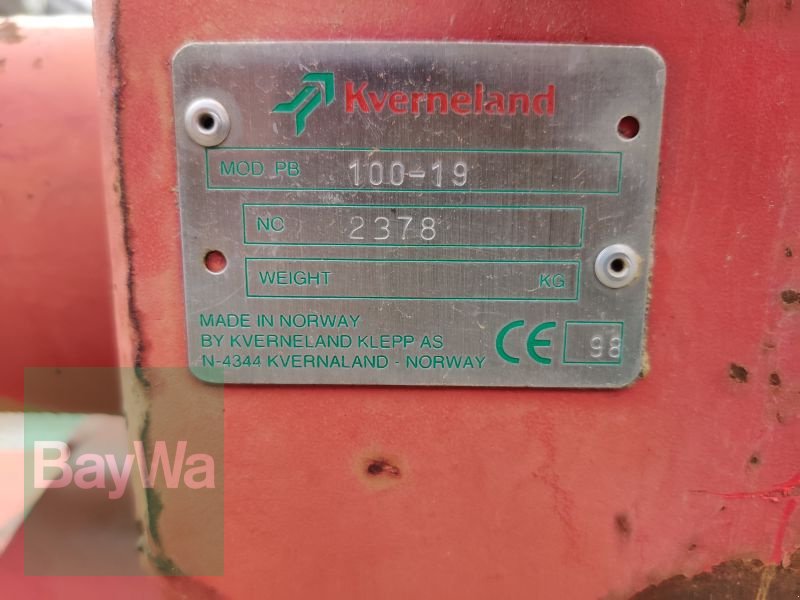 Kverneland
MOD. PB 100-19
NO 2378
WEIGHT KG
MADE IN NORWAY
BY KVERNELAND KLEPP AS
N-4344 KVERNALAND - NORWAY
CE 98
BayWa